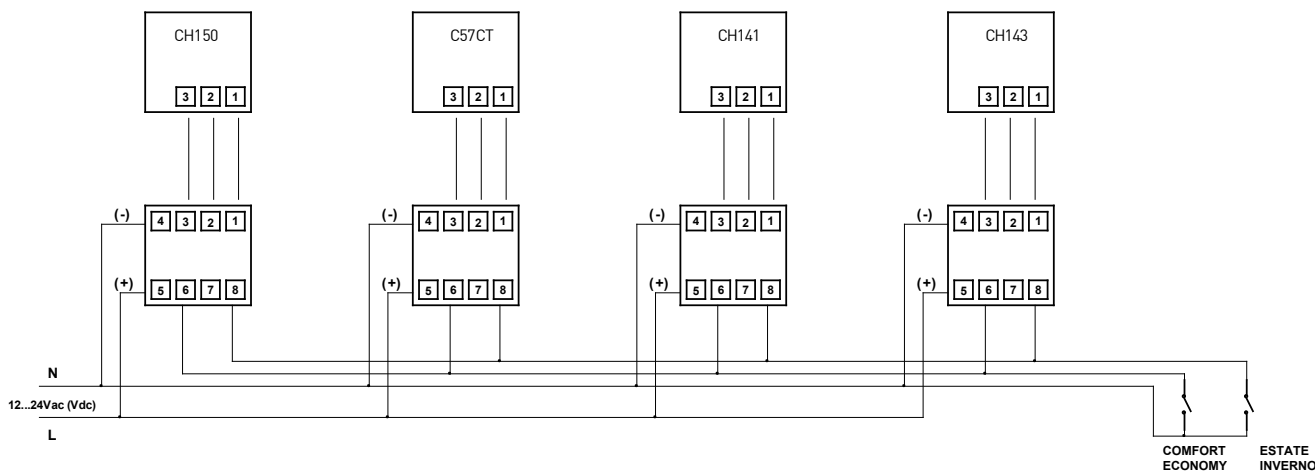 CH150 C57CT CH141 CH143
3 2 1 3 2 1 3 2 1 3 2 1
(-) 4 3 2 1 (-) 4 3 2 1 (-) 4 3 2 1 (-) 4 3 2 1
(+) 5 6 7 8 (+) 5 6 7 8 (+) 5 6 7 8 (+) 5 6 7 8
N
12...24Vac (Vdc)
L
COMFORT ESTATE
ECONOMY INVERNO